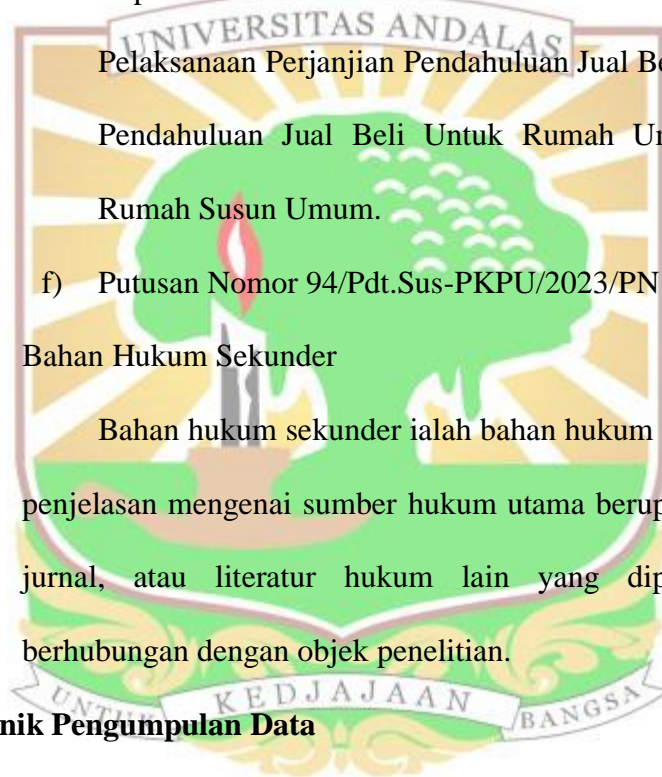 UNIVERSITAS ANDALAS
Pelaksanaan Perjanjian Pendahuluan Jual Be
Pendahuluan Jual Beli Untuk Rumah Un
Rumah Susun Umum.
f) Putusan Nomor 94/Pdt.Sus-PKPU/2023/PN
Bahan Hukum Sekunder
Bahan hukum sekunder ialah bahan hukum
penjelasan mengenai sumber hukum utama berup
jurnal, atau literatur hukum lain yang dip
berhubungan dengan objek penelitian.
UNTUK KEDJAJAAN BANGSA
nik Pengumpulan Data